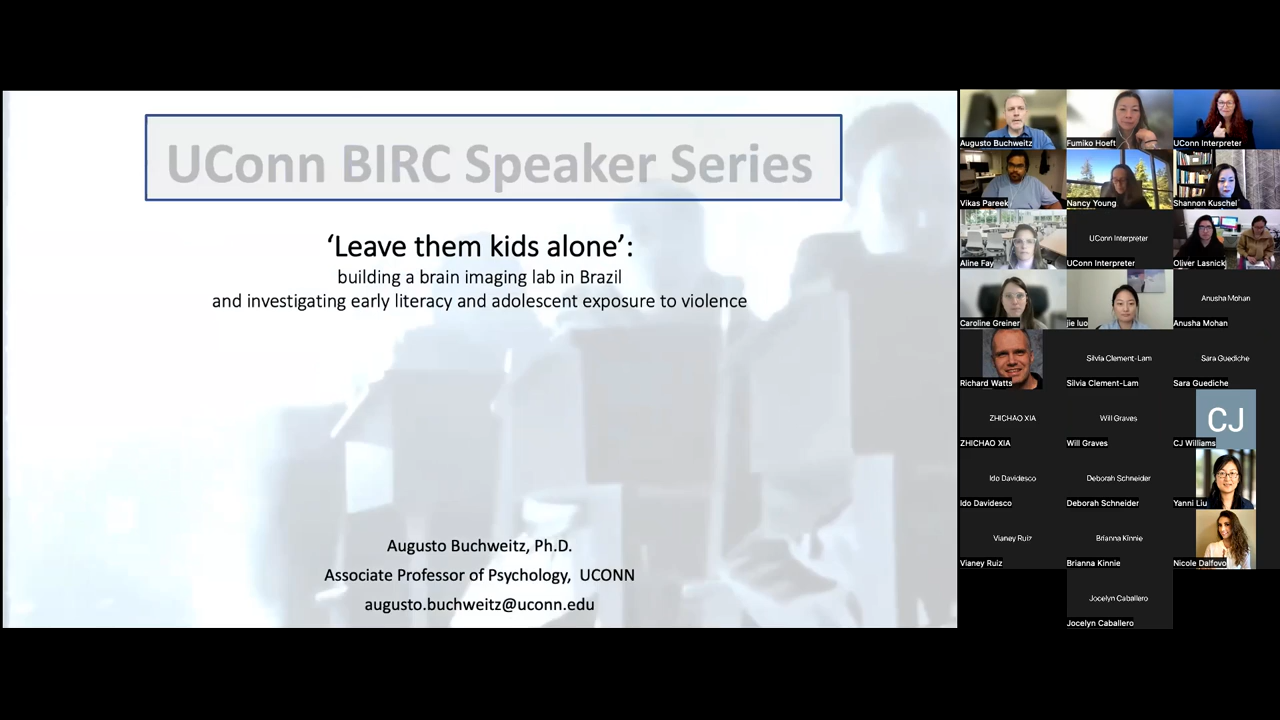 UConn BIRC Speaker Series
‘Leave them kids alone’:
building a brain imaging lab in Brazil
and investigating early literacy and adolescent exposure to violence
Augusto Buchweitz, Ph.D.
Associate Professor of Psychology, UCONN
augusto.buchweitz@uconn.edu
Augusto Buchweitz
Fumiko Hoeft
UConn Interpreter
Vikas Pareek
Nancy Young
Shannon Kuschel
Aline Fay
UConn Interpreter
UConn Interpreter
Oliver Lasnick
Caroline Greiner
jie luo
Anusha Mohan
Anusha Mohan
Richard Watts
Silvia Clement-Lam
Silvia Clement-Lam
Sara Guediche
Sara Guediche
ZHICHAO XIA
ZHICHAO XIA
Will Graves
Will Graves
CJ
CJ Williams
Ido Davidesco
Ido Davidesco
Deborah Schneider
Deborah Schneider
Yanni Liu
Vianey Ruiz
Vianey Ruiz
Brianna Kinnie
Brianna Kinnie
Nicole Dalfovo
Jocelyn Caballero
Jocelyn Caballero